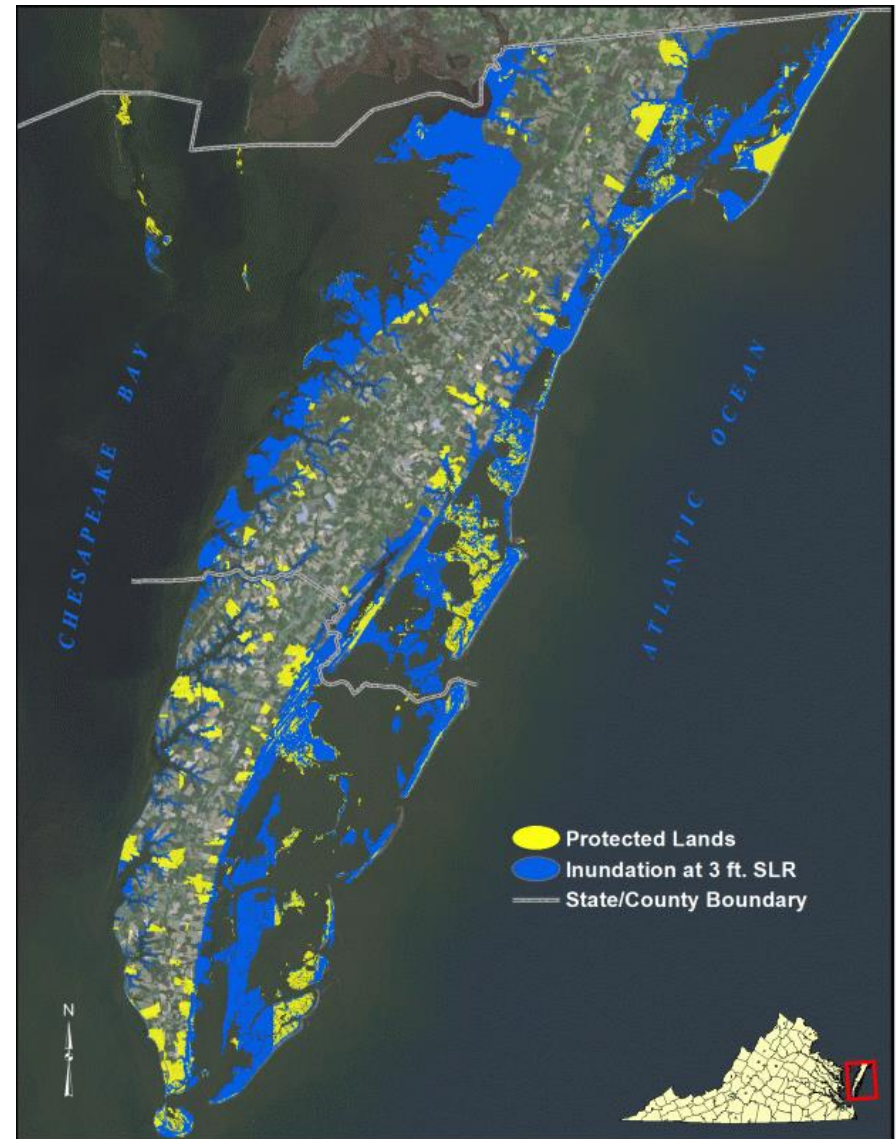 CHESAPEAKE BAY
ATLANTIC OCEAN
Protected Lands
Inundation at 3 ft. SLR
State/County Boundary
N